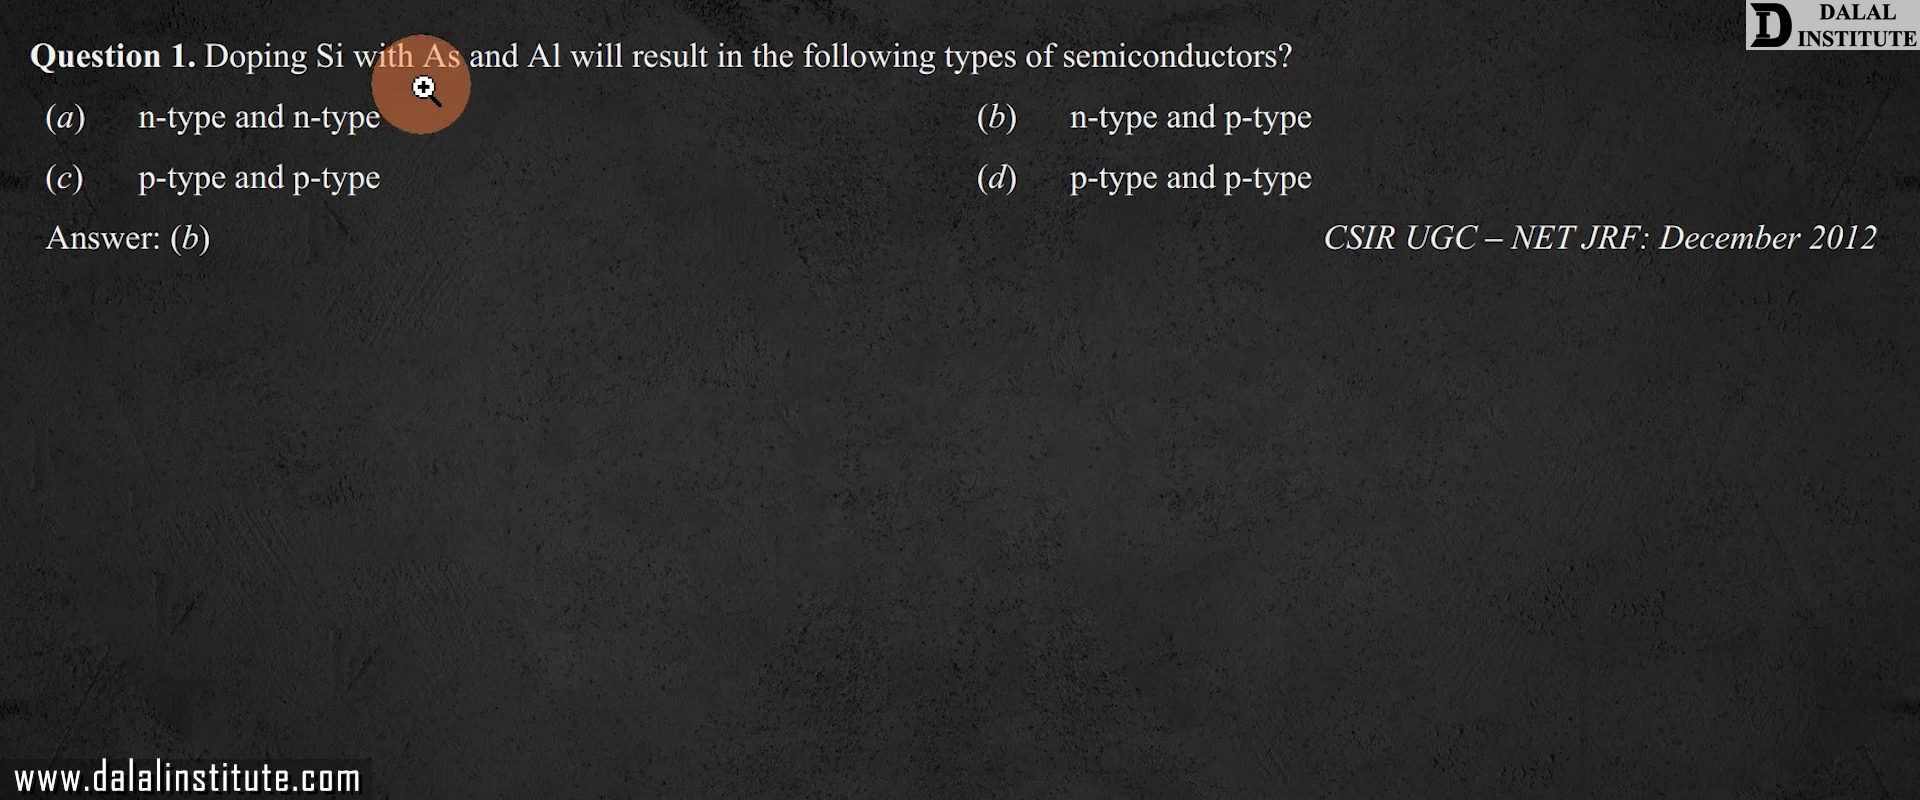 DALAL
INSTITUTE
Question 1. Doping Si with As and Al will result in the following types of semiconductors?
(a) n-type and n-type (b) n-type and p-type
(c) p-type and p-type (d) p-type and p-type
Answer: (b) CSIR UGC – NET JRF: December 2012
www.dalalinstitute.com